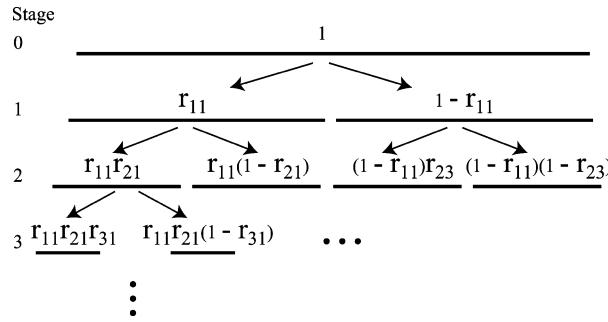 Stage
0 1
1 r₁₁ 1 - r₁₁
2 r₁₁r₂₁ r₁₁(1 - r₂₁) (1 - r₁₁)r₂₃ (1 - r₁₁)(1 - r₂₃)
3 r₁₁r₂₁r₃₁ r₁₁r₂₁(1 - r₃₁) ...
⋮